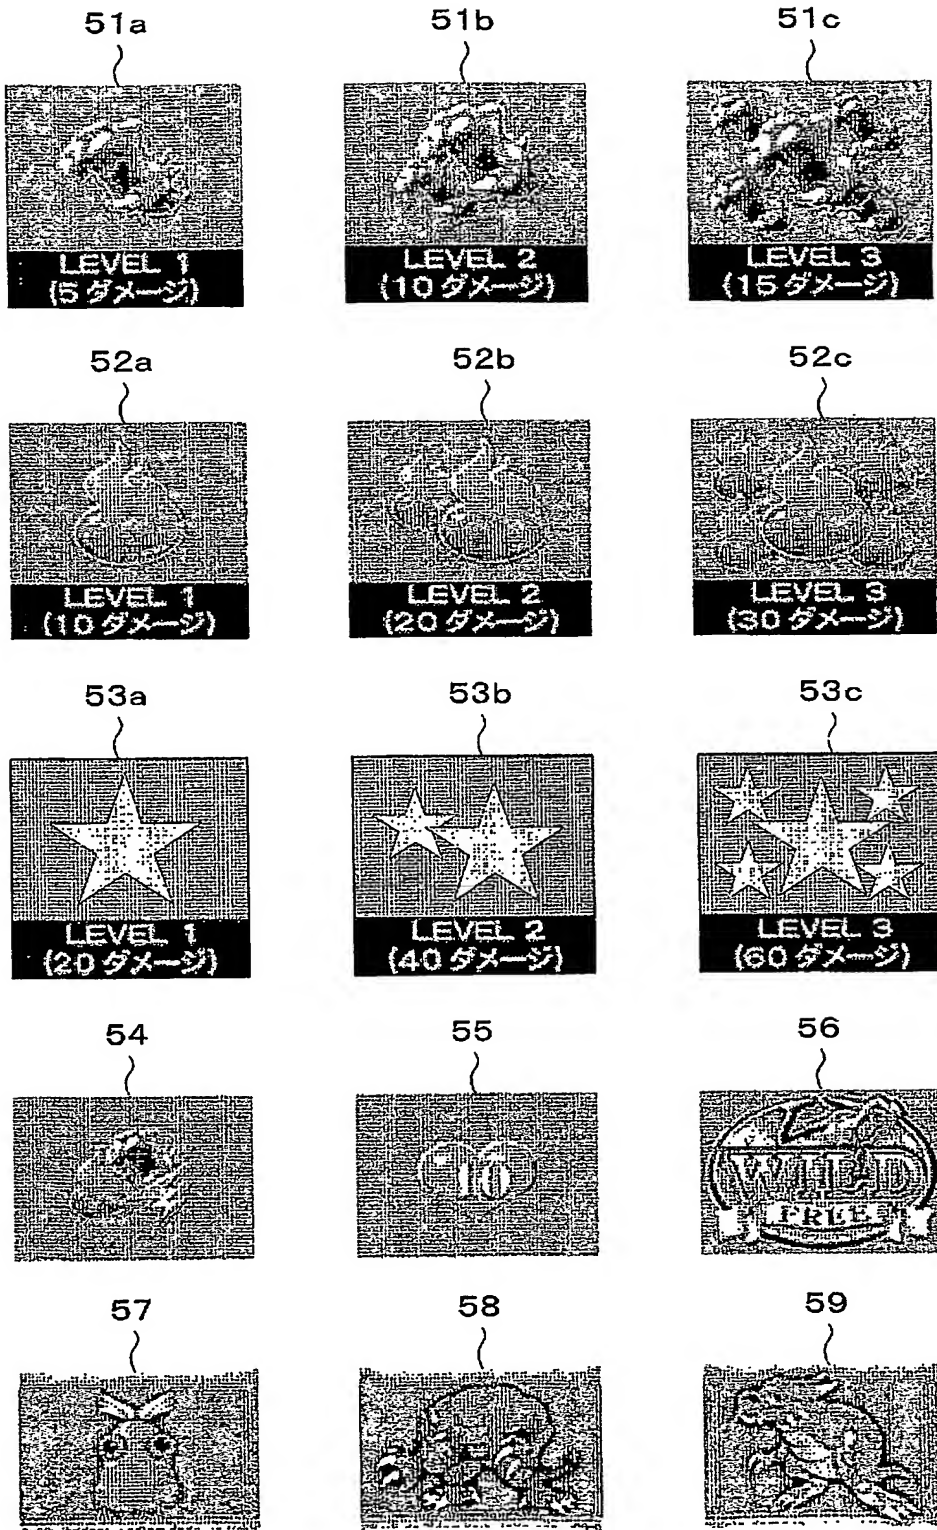 51a 51b 51c
LEVEL 1 LEVEL 2 LEVEL 3
(5 ダメージ) (10 ダメージ) (15 ダメージ)
52a 52b 52c
LEVEL 1 LEVEL 2 LEVEL 3
(10 ダメージ) (20 ダメージ) (30 ダメージ)
53a 53b 53c
LEVEL 1 LEVEL 2 LEVEL 3
(20 ダメージ) (40 ダメージ) (60 ダメージ)
54 55 56
10 WILD
FREE
57 58 59